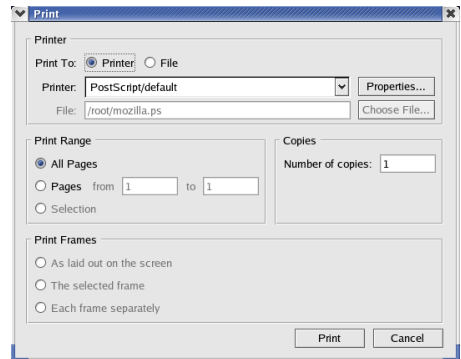 Print
Printer
Print To: Printer File
Printer: PostScript/default Properties...
File: /root/mozilla.ps Choose File...
Print Range
All Pages
Pages from 1 to 1
Selection
Copies
Number of copies: 1
Print Frames
As laid out on the screen
The selected frame
Each frame separately
Print Cancel